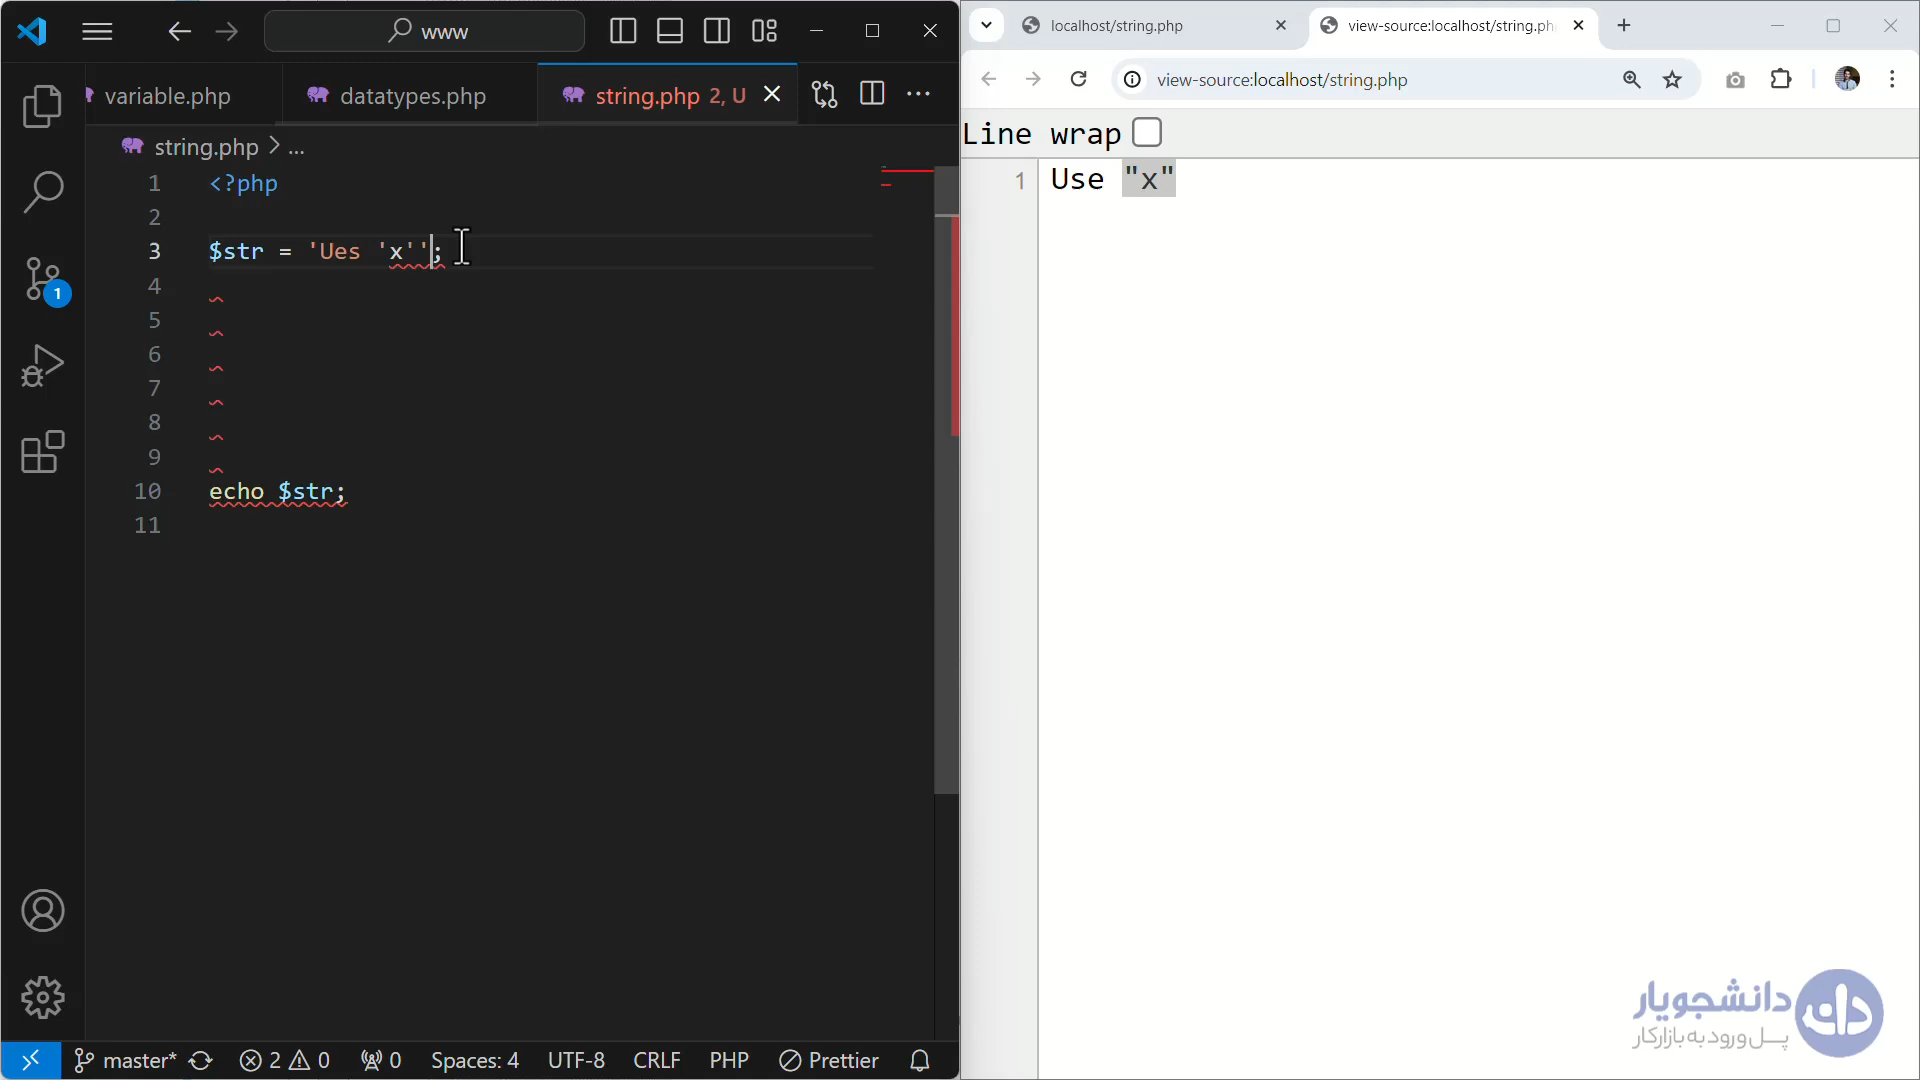 www
variable.php
datatypes.php
string.php 2, U
string.php > ...
1 <?php
2
3 $str = 'Ues 'x'';
4
5
6
7
8
9
10 echo $str;
11
1
master* 2 0 0 Spaces: 4 UTF-8 CRLF PHP Prettier
localhost/string.php
view-source:localhost/string.ph
view-source:localhost/string.php
Line wrap
1 Use "x"
دانشجویار
پل ورود به بازار کار
دان